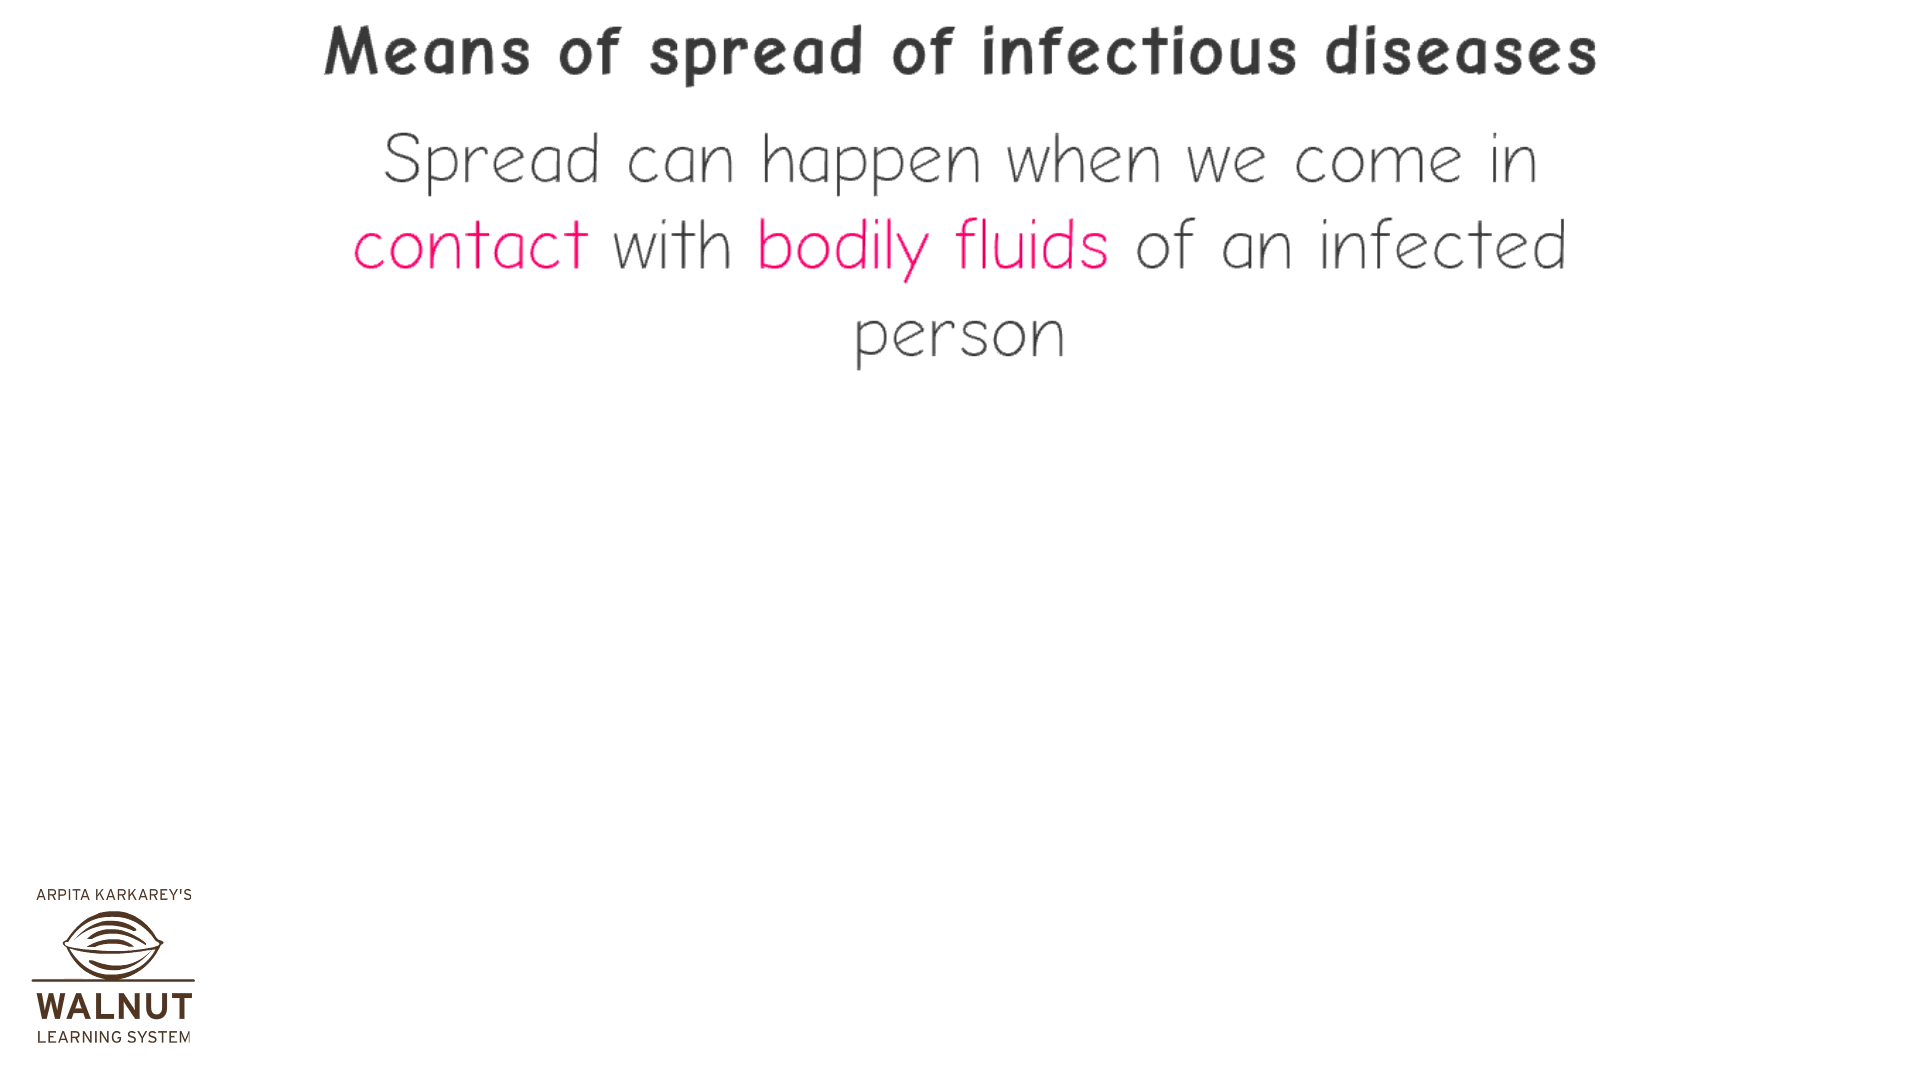 Means of spread of infectious diseases
Spread can happen when we come in
contact with bodily fluids of an infected
person
ARPITA KARKAREY'S
WALNUT
LEARNING SYSTEM